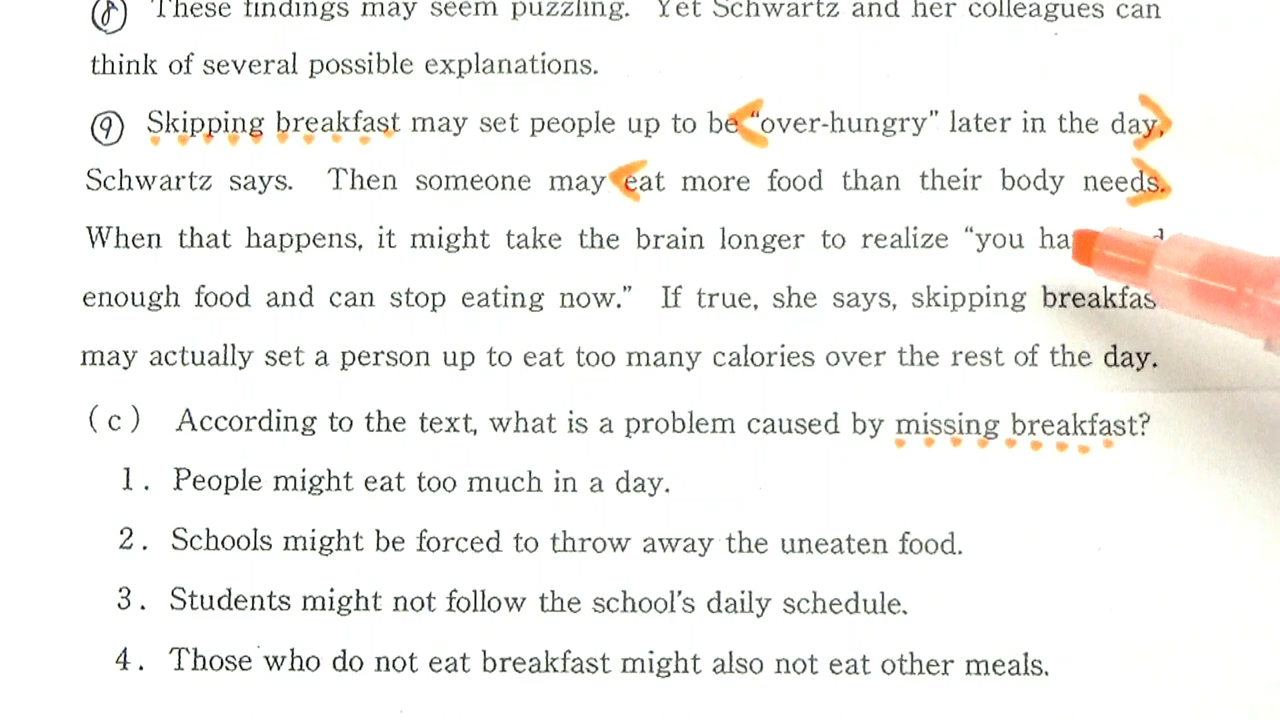 ⑧ These findings may seem puzzling. Yet Schwartz and her colleagues can
think of several possible explanations.
⑨ Skipping breakfast may set people up to be “over-hungry” later in the day,
Schwartz says. Then someone may eat more food than their body needs.
When that happens, it might take the brain longer to realize “you
enough food and can stop eating now.” If true, she says, skipping
may actually set a person up to eat too many calories over the rest of the day.
(c) According to the text, what is a problem caused by missing breakfast?
1. People might eat too much in a day.
2. Schools might be forced to throw away the uneaten food.
3. Students might not follow the school's daily schedule.
4. Those who do not eat breakfast might also not eat other meals.